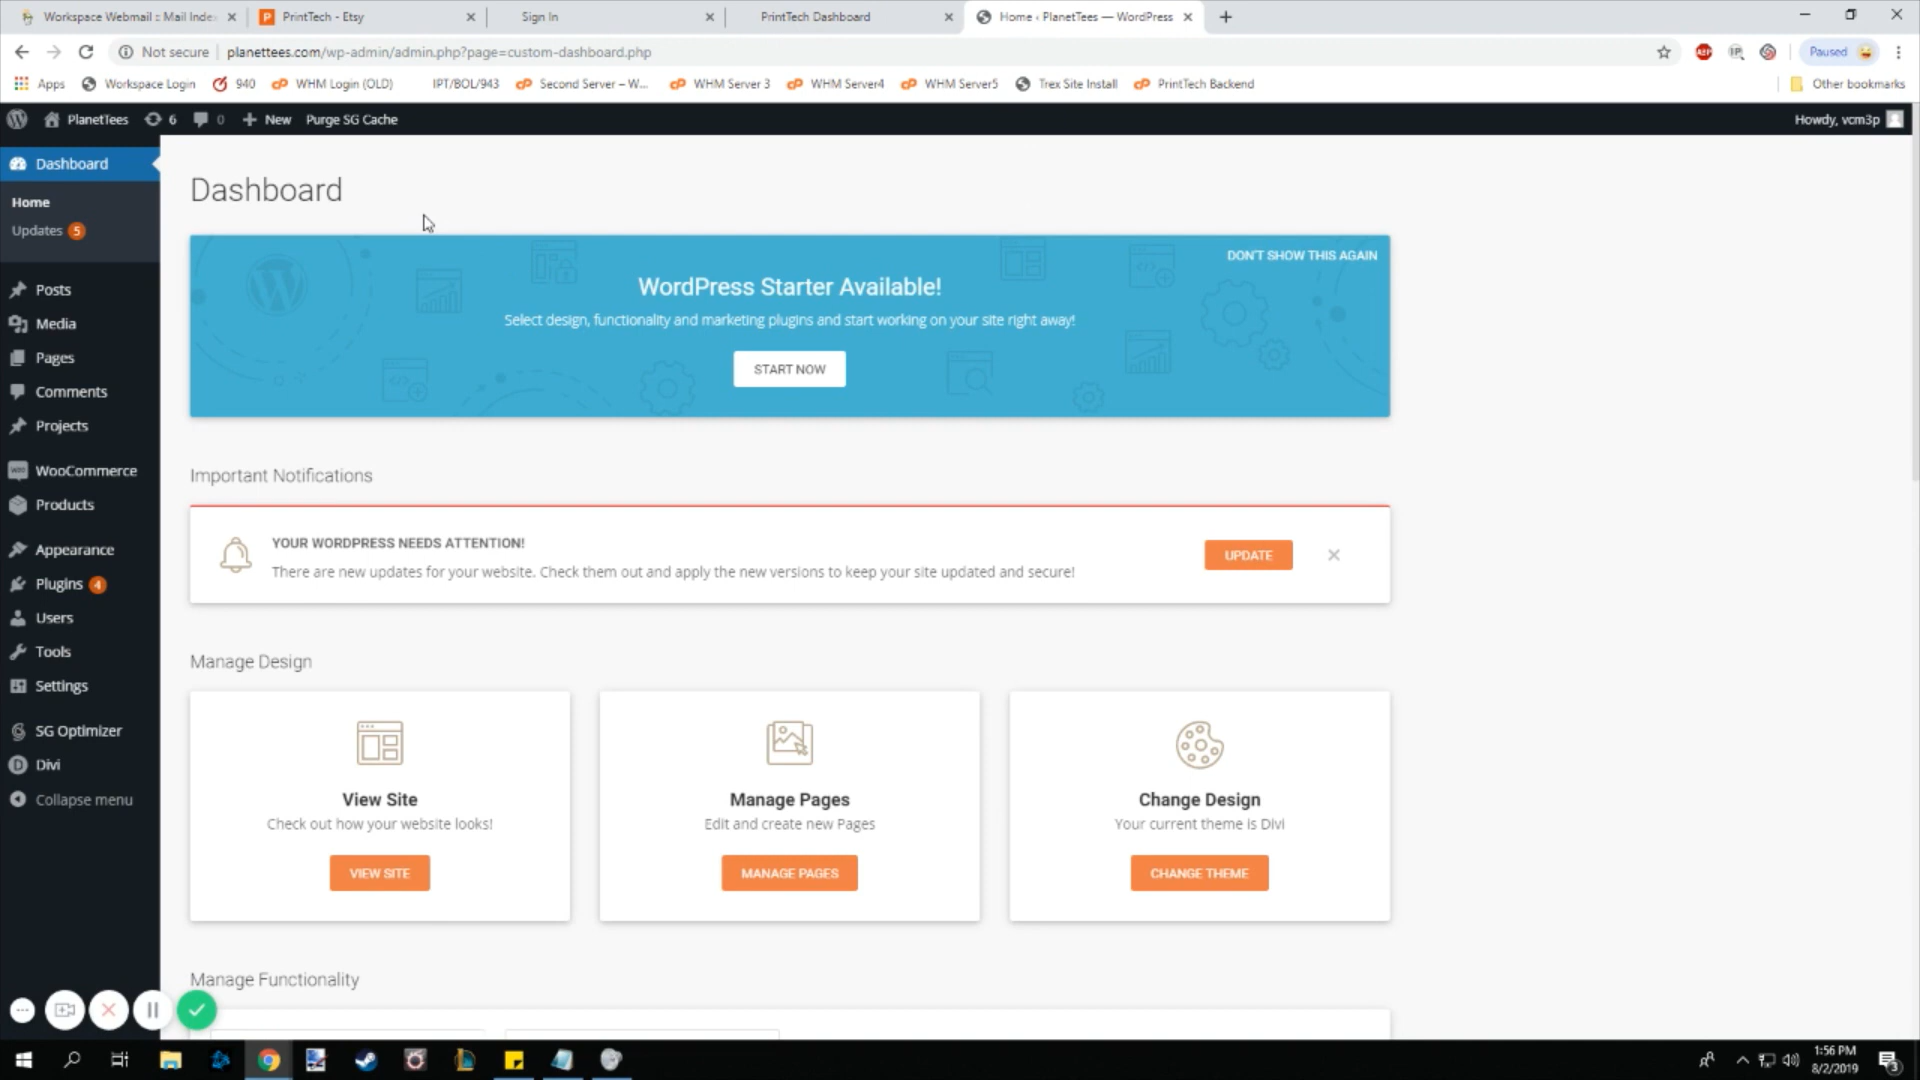 Workspace Webmail :: Mail Index
PrintTech - Etsy
Sign In
PrintTech Dashboard
Home ‹ PlanetTees — WordPress
Not secure
planettees.com/wp-admin/admin.php?page=custom-dashboard.php
ABP
IP
Paused
Apps
Workspace Login
940
WHM Login (OLD)
IPT/BOL/943
Second Server – W...
WHM Server 3
WHM Server4
WHM Server5
Trex Site Install
PrintTech Backend
Other bookmarks
PlanetTees
6
0
New
Purge SG Cache
Howdy, vcm3p
Dashboard
Home
Updates 5
Posts
Media
Pages
Comments
Projects
WooCommerce
Products
Appearance
Plugins 4
Users
Tools
Settings
SG Optimizer
Divi
Collapse menu
Dashboard
DON'T SHOW THIS AGAIN
WordPress Starter Available!
Select design, functionality and marketing plugins and start working on your site right away!
START NOW
Important Notifications
YOUR WORDPRESS NEEDS ATTENTION!
There are new updates for your website. Check them out and apply the new versions to keep your site updated and secure!
UPDATE
Manage Design
View Site
Check out how your website looks!
VIEW SITE
Manage Pages
Edit and create new Pages
MANAGE PAGES
Change Design
Your current theme is Divi
CHANGE THEME
Manage Functionality
1:56 PM
8/2/2019
3